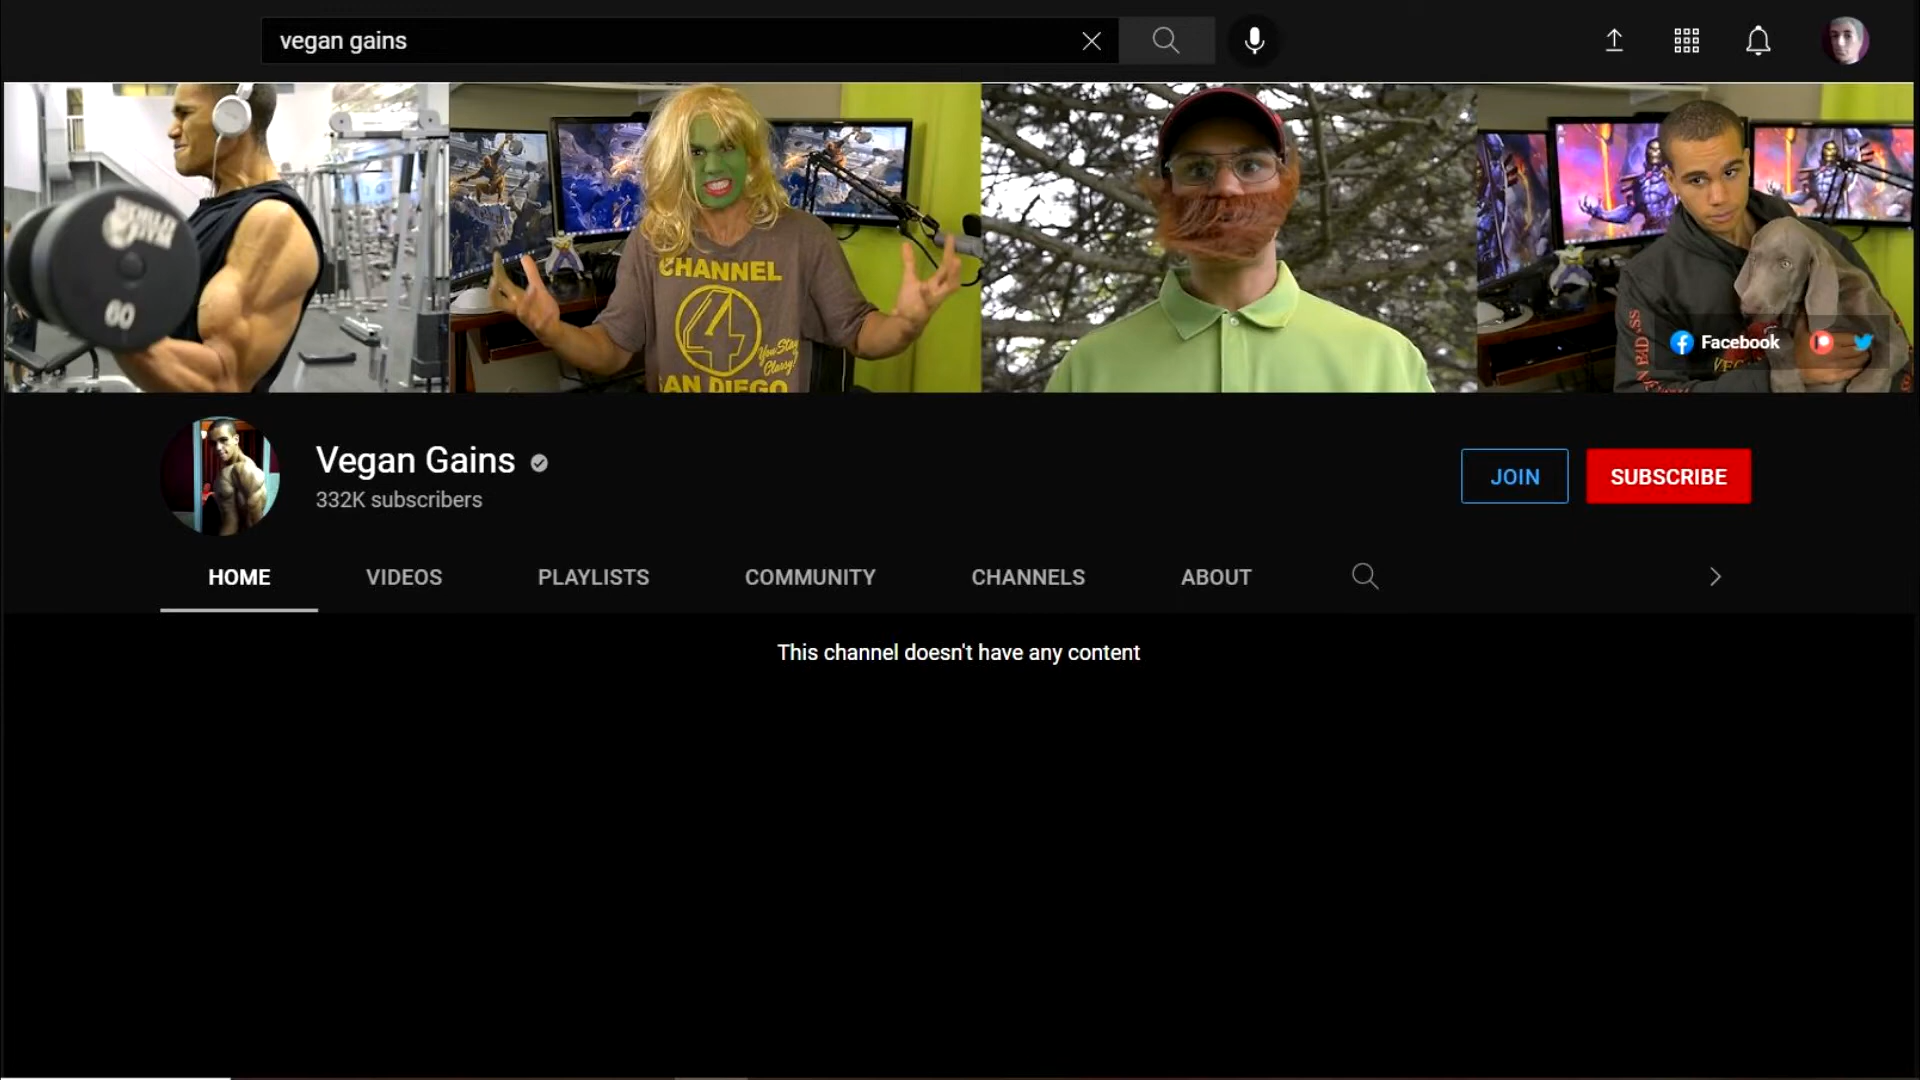 vegan gains
60
CHANNEL
4
You Stay
Classy!
SAN DIEGO
Facebook
Vegan Gains
332K subscribers
JOIN
SUBSCRIBE
HOME
VIDEOS
PLAYLISTS
COMMUNITY
CHANNELS
ABOUT
This channel doesn't have any content